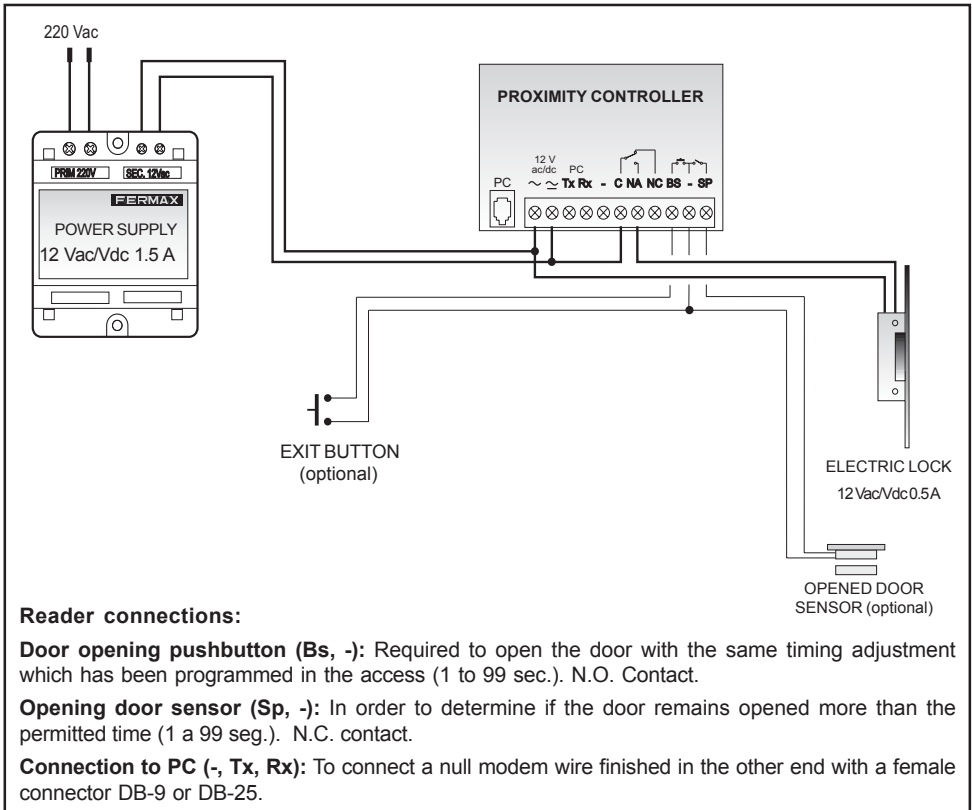 220 Vac
PROXIMITY CONTROLLER
12 V
ac/dc
PC
PC
Tx Rx - C NA NC BS - SP
PRIM 220V
SEC. 12Vac
FERMAX
POWER SUPPLY
12 Vac/Vdc 1.5 A
EXIT BUTTON
(optional)
ELECTRIC LOCK
12 Vac/Vdc 0.5 A
OPENED DOOR
SENSOR (optional)
Reader connections:
Door opening pushbutton (Bs, -): Required to open the door with the same timing adjustment
which has been programmed in the access (1 to 99 sec.). N.O. Contact.
Opening door sensor (Sp, -): In order to determine if the door remains opened more than the
permitted time (1 a 99 seg.). N.C. contact.
Connection to PC (-, Tx, Rx): To connect a null modem wire finished in the other end with a female
connector DB-9 or DB-25.